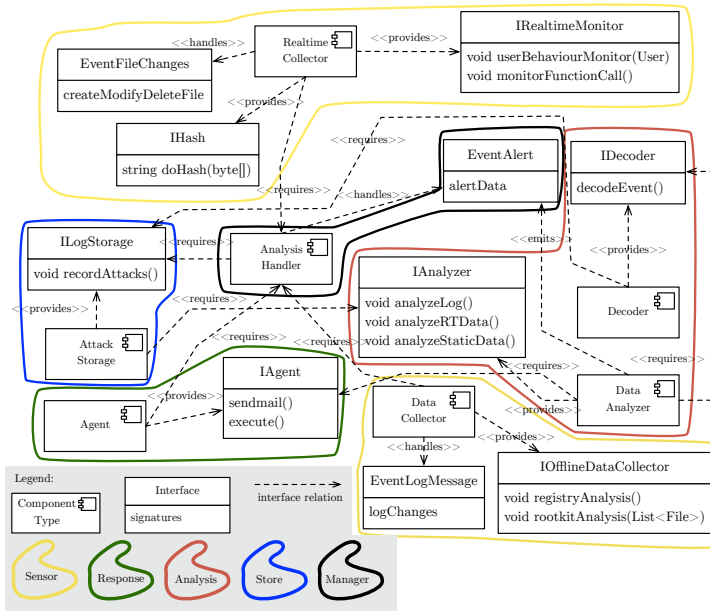 IRealtimeMonitor
void userBehaviourMonitor(User)
void monitorFunctionCall()
<<provides>>
Realtime
Collector
<<handles>>
EventFileChanges
createModifyDeleteFile
<<provides>>
IHash
string doHash(byte[])
<<requires>>
<<requires>>
<<handles>>
EventAlert
alertData
IDecoder
decodeEvent()
ILogStorage
void recordAttacks()
<<requires>>
Analysis
Handler
<<emits>>
<<provides>>
IAnalyzer
void analyzeLog()
void analyzeRTData()
void analyzeStaticData()
Decoder
<<provides>>
<<requires>>
Attack
Storage
<<requires>>
<<requires>>
<<requires>>
<<requires>>
IAgent
sendmail()
execute()
<<provides>>
Agent
Data
Collector
<<provides>>
Data
Analyzer
<<handles>>
<<provides>>
EventLogMessage
logChanges
IOfflineDataCollector
void registryAnalysis()
void rootkitAnalysis(List<File>)
Legend:
Component
Type
Interface
signatures
interface relation
Sensor
Response
Analysis
Store
Manager